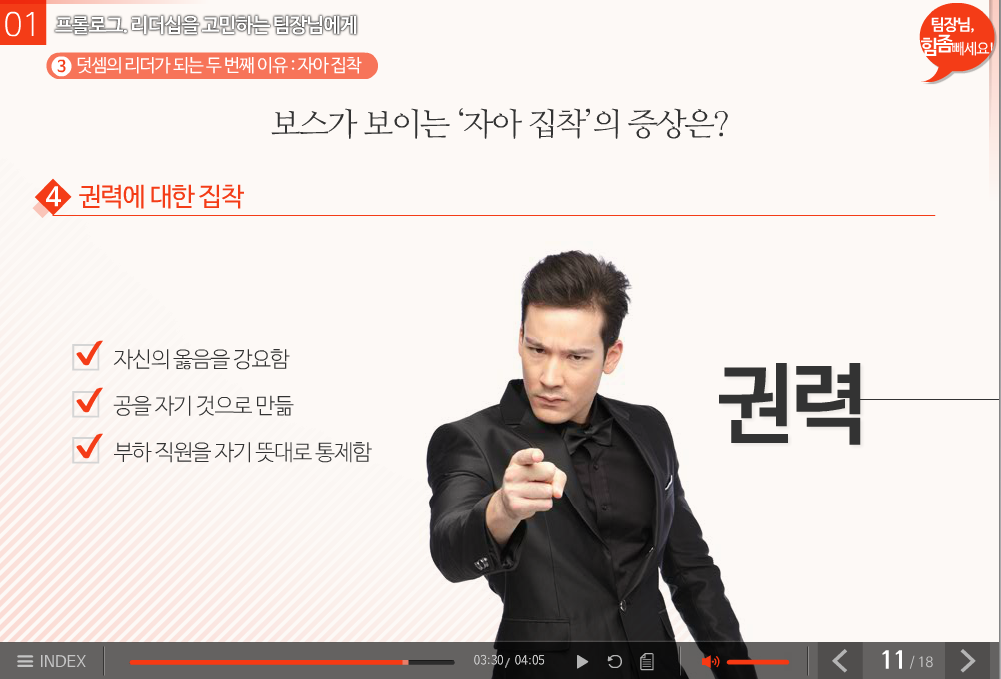 01 프롤로그. 리더십을 고민하는 팀장님에게
팀장님,
힘좀빼세요!
3 덧셈의 리더가 되는 두 번째 이유 : 자아 집착
보스가 보이는 ‘자아 집착’의 증상은?
4 권력에 대한 집착
자신의 옳음을 강요함
공을 자기 것으로 만듦
부하 직원을 자기 뜻대로 통제함
권력
INDEX 03:30 / 04:05 11 / 18